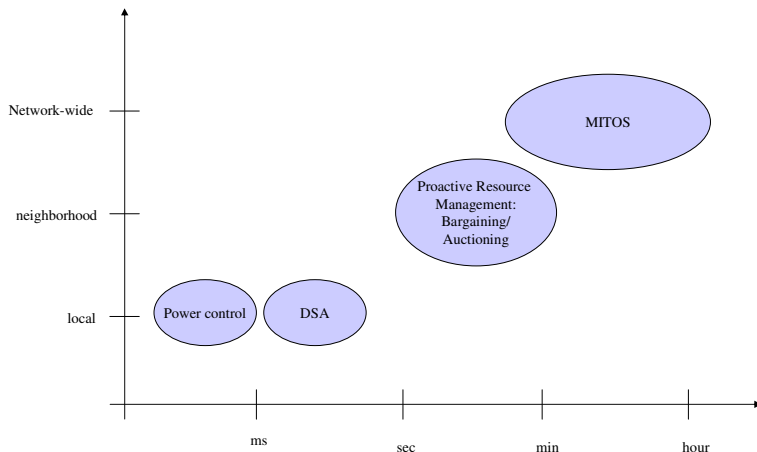 Network-wide
MITOS
Proactive Resource
Management:
Bargaining/
Auctioning
neighborhood
Power control
DSA
local
ms
sec
min
hour